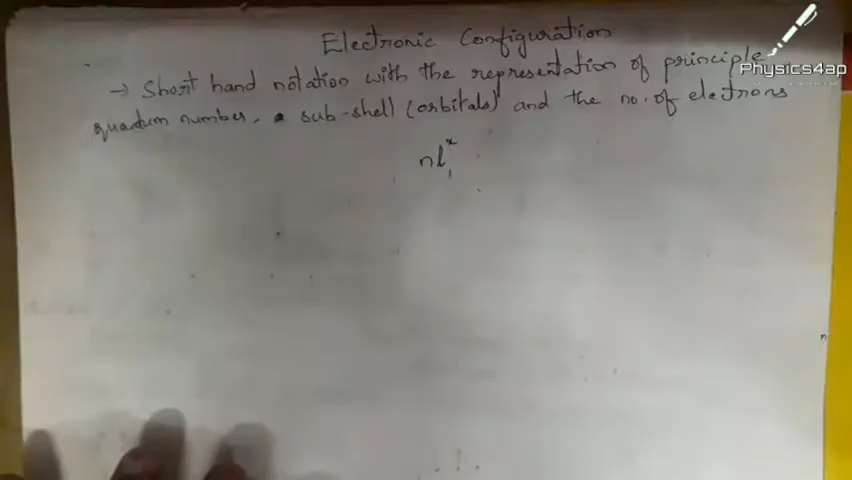 Electronic Configuration
→ Short hand notation with the representation of principle
quantum number, sub-shell (orbitals) and the no. of electrons
nlˣ
Physics4ap